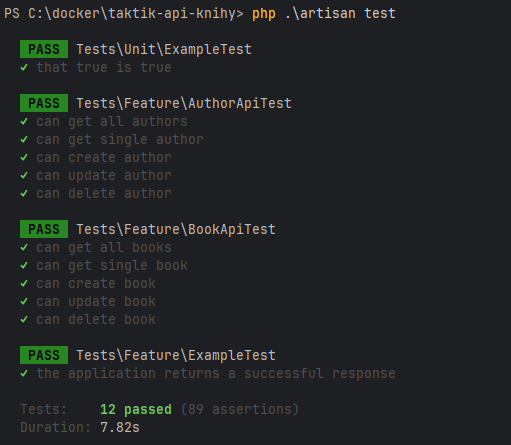 PS C:\docker\taktik-api-knihy> php .\artisan test
PASS Tests\Unit\ExampleTest
✓ that true is true
PASS Tests\Feature\AuthorApiTest
✓ can get all authors
✓ can get single author
✓ can create author
✓ can update author
✓ can delete author
PASS Tests\Feature\BookApiTest
✓ can get all books
✓ can get single book
✓ can create book
✓ can update book
✓ can delete book
PASS Tests\Feature\ExampleTest
✓ the application returns a successful response
Tests: 12 passed (89 assertions)
Duration: 7.82s